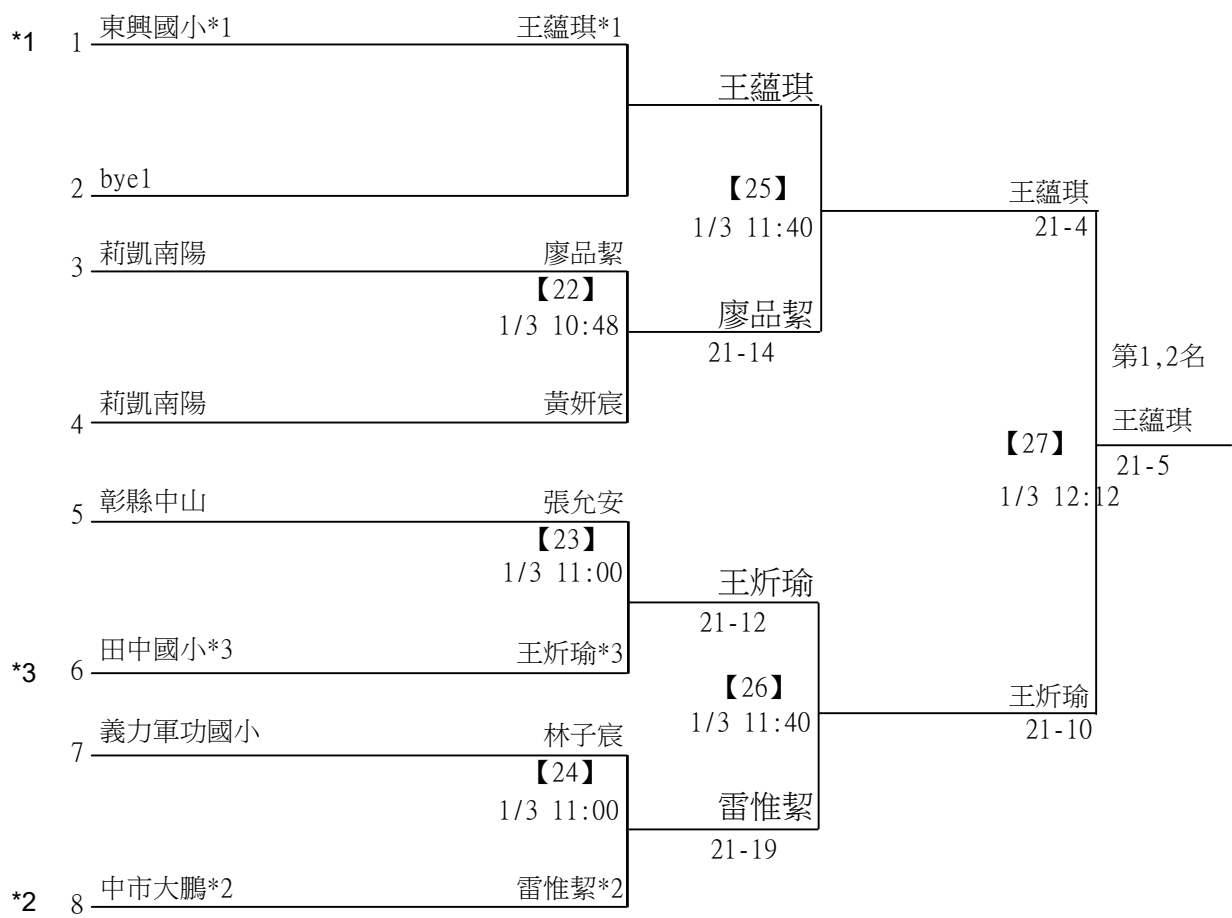 *1 1 東興國小*1 王蘊琪*1
王蘊琪
2 bye1
【25】
1/3 11:40
王蘊琪
21-4
3 莉凱南陽 廖品絜
【22】
1/3 10:48
廖品絜
21-14
4 莉凱南陽 黃妍宸
第1,2名
王蘊琪
【27】
21-5
1/3 12:12
5 彰縣中山 張允安
【23】
1/3 11:00
王炘瑜
21-12
*3 6 田中國小*3 王炘瑜*3
【26】
1/3 11:40
王炘瑜
21-10
7 義力軍功國小 林子宸
【24】
1/3 11:00
雷惟絜
21-19
*2 8 中市大鵬*2 雷惟絜*2